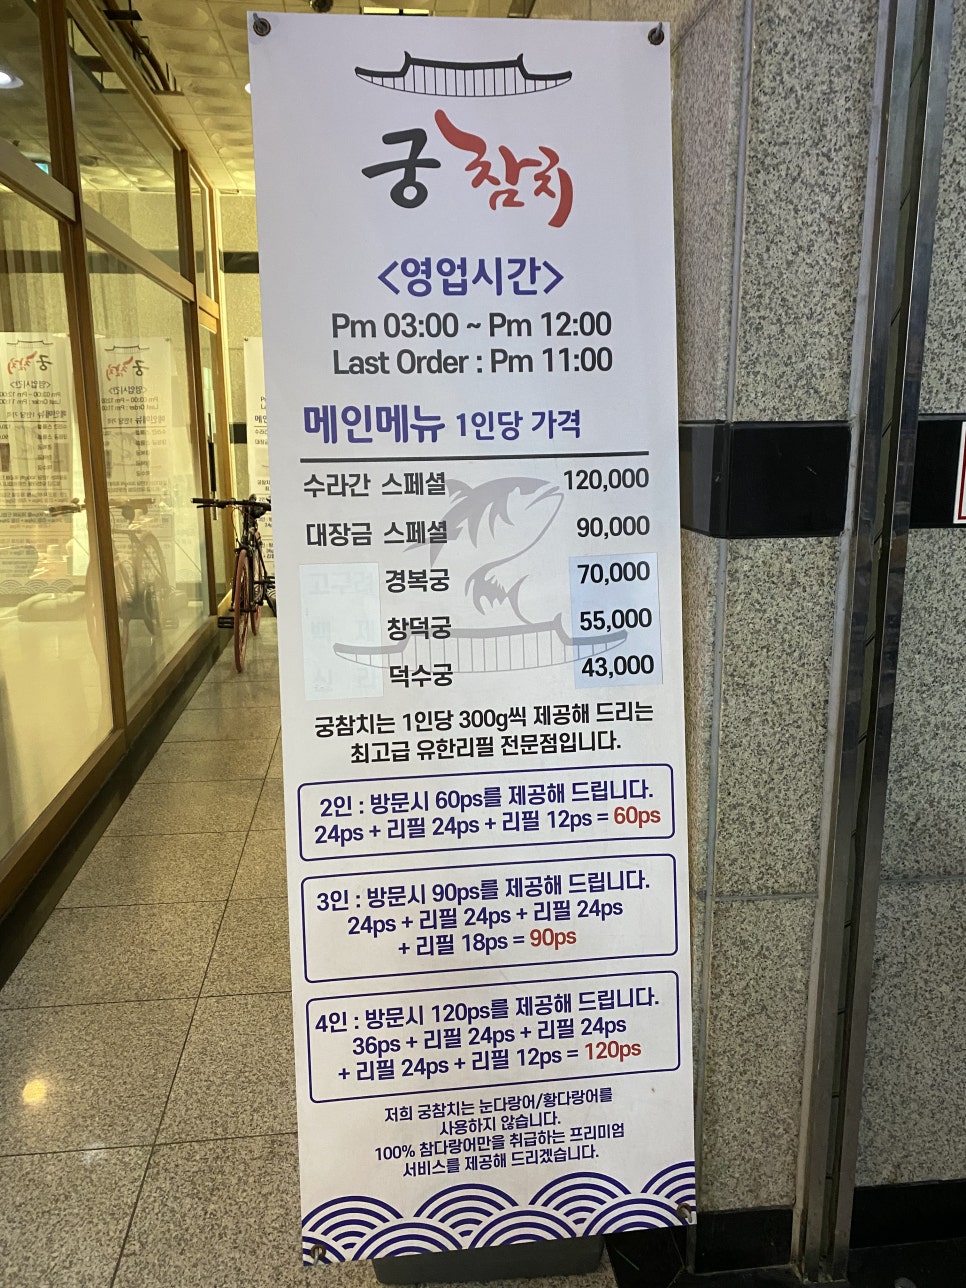 궁참치
<영업시간>
Pm 03:00 ~ Pm 12:00
Last Order : Pm 11:00
메인메뉴 1인당 가격
수라간 스페셜 120,000
대장금 스페셜 90,000
경복궁 70,000
창덕궁 55,000
덕수궁 43,000
궁참치는 1인당 300g씩 제공해 드리는
최고급 유한리필 전문점입니다.
2인 : 방문시 60ps를 제공해 드립니다.
24ps + 리필 24ps + 리필 12ps = 60ps
3인 : 방문시 90ps를 제공해 드립니다.
24ps + 리필 24ps + 리필 24ps
+ 리필 18ps = 90ps
4인 : 방문시 120ps를 제공해 드립니다.
36ps + 리필 24ps + 리필 24ps
+ 리필 24ps + 리필 12ps = 120ps
저희 궁참치는 눈다랑어/황다랑어를
사용하지 않습니다.
100% 참다랑어만을 취급하는 프리미엄
서비스를 제공해 드리겠습니다.